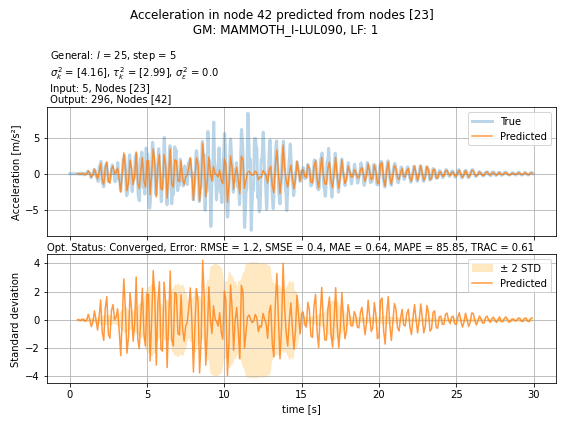 Acceleration in node 42 predicted from nodes [23]
GM: MAMMOTH_I-LUL090, LF: 1
General: l = 25, step = 5
σ²ₖ = [4.16], τ²ₖ = [2.99], σ²ε = 0.0
Input: 5, Nodes [23]
Output: 296, Nodes [42]
True
Predicted
Acceleration [m/s²]
5
0
−5
Opt. Status: Converged, Error: RMSE = 1.2, SMSE = 0.4, MAE = 0.64, MAPE = 85.85, TRAC = 0.61
± 2 STD
Predicted
Standard deviation
4
2
0
−2
−4
0 5 10 15 20 25 30
time [s]